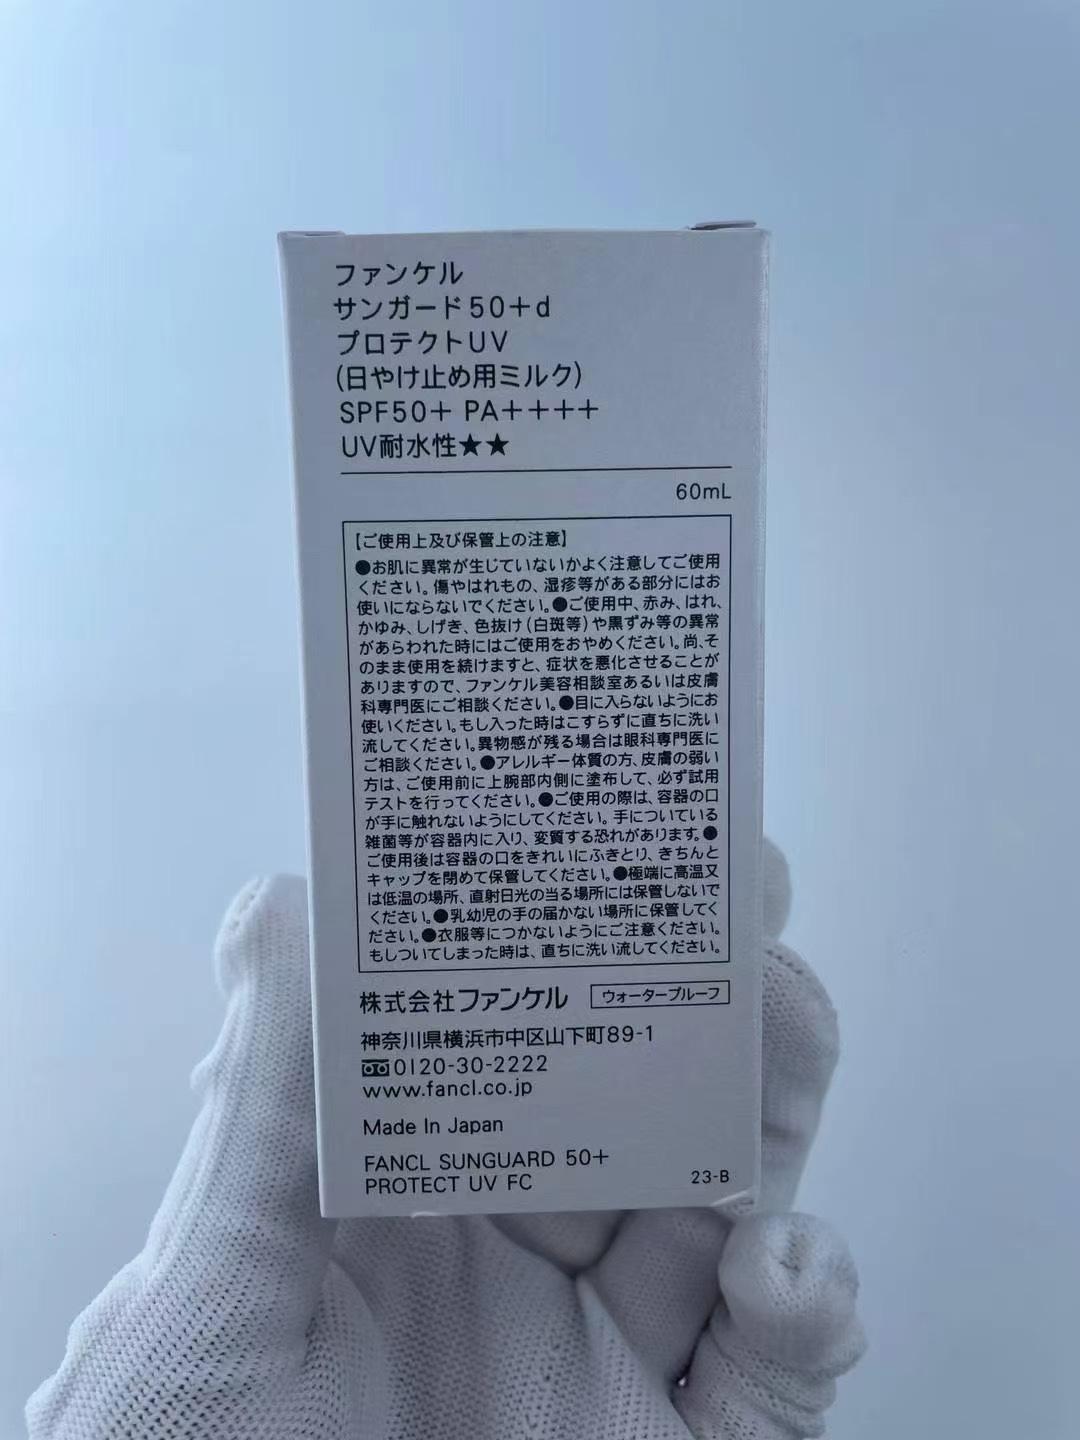 ファンケル
サンガード50+d
プロテクトUV
(日やけ止め用ミルク)
SPF50+ PA++++
UV耐水性★★
60mL
【ご使用上及び保管上の注意】
●お肌に異常が生じていないかよく注意してご使用
ください。傷やはれもの、湿疹等がある部分にはお
使いにならないでください。●ご使用中、赤み、はれ、
かゆみ、しげき、色抜け(白斑等)や黒ずみ等の異常
があらわれた時にはご使用をおやめください。尚、そ
のまま使用を続けますと、症状を悪化させることが
ありますので、ファンケル美容相談室あるいは皮膚
科専門医にご相談ください。●目に入らないようにお
使いください。もし入った時はこすらずに直ちに洗い
流してください。異物感が残る場合は眼科専門医に
ご相談ください。●アレルギー体質の方、皮膚の弱い
方は、ご使用前に上腕部内側に塗布して、必ず試用
テストを行ってください。●ご使用の際は、容器の口
が手に触れないようにしてください。手についている
雑菌等が容器内に入り、変質する恐れがあります。●
ご使用後は容器の口をきれいにふきとり、きちんと
キャップを閉めて保管してください。●極端に高温又
は低温の場所、直射日光の当る場所には保管しないで
ください。●乳幼児の手の届かない場所に保管してく
ださい。●衣服等につかないようにご注意ください。
もしついてしまった時は、直ちに洗い流してください。
株式会社ファンケル ウォータープルーフ
神奈川県横浜市中区山下町89-1
0120-30-2222
www.fancl.co.jp
Made In Japan
FANCL SUNGUARD 50+
PROTECT UV FC
23-B